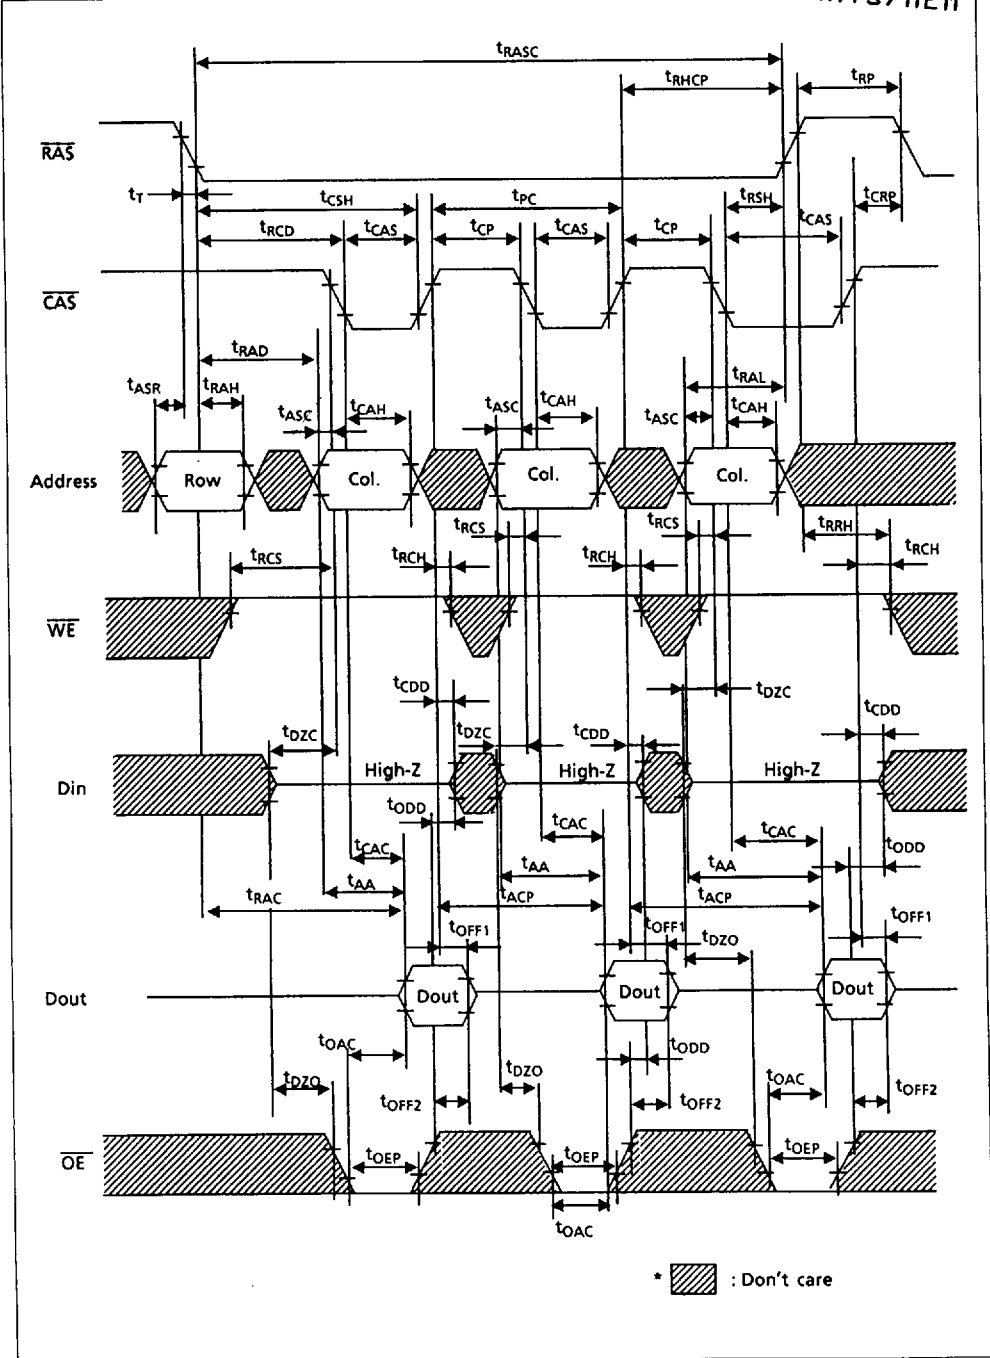 tRASC
tRHCP
tRP
RAS
tT
tCSH
tPC
tRSH
tCRP
tRCD
tCAS
tCP
tCAS
tCP
tCAS
CAS
tRAD
tRAL
tASR
tRAH
tASC
tCAH
tASC
tCAH
tASC
tCAH
Address
Row
Col.
Col.
Col.
tRCS
tRCS
tRRH
tRCS
tRCH
tRCH
tRCH
WE
tCDD
tDZC
tDZC
tDZC
tCDD
tCDD
Din
High-Z
High-Z
High-Z
tODD
tCAC
tCAC
tCAC
tODD
tAA
tAA
tAA
tRAC
tACP
tACP
tOFF1
tOFF1
tDZO
tOFF1
Dout
Dout
Dout
Dout
tOAC
tODD
tDZO
tDZO
tOAC
tOFF2
tOFF2
tOFF2
OE
tOEP
tOEP
tOEP
tOAC
* : Don't care